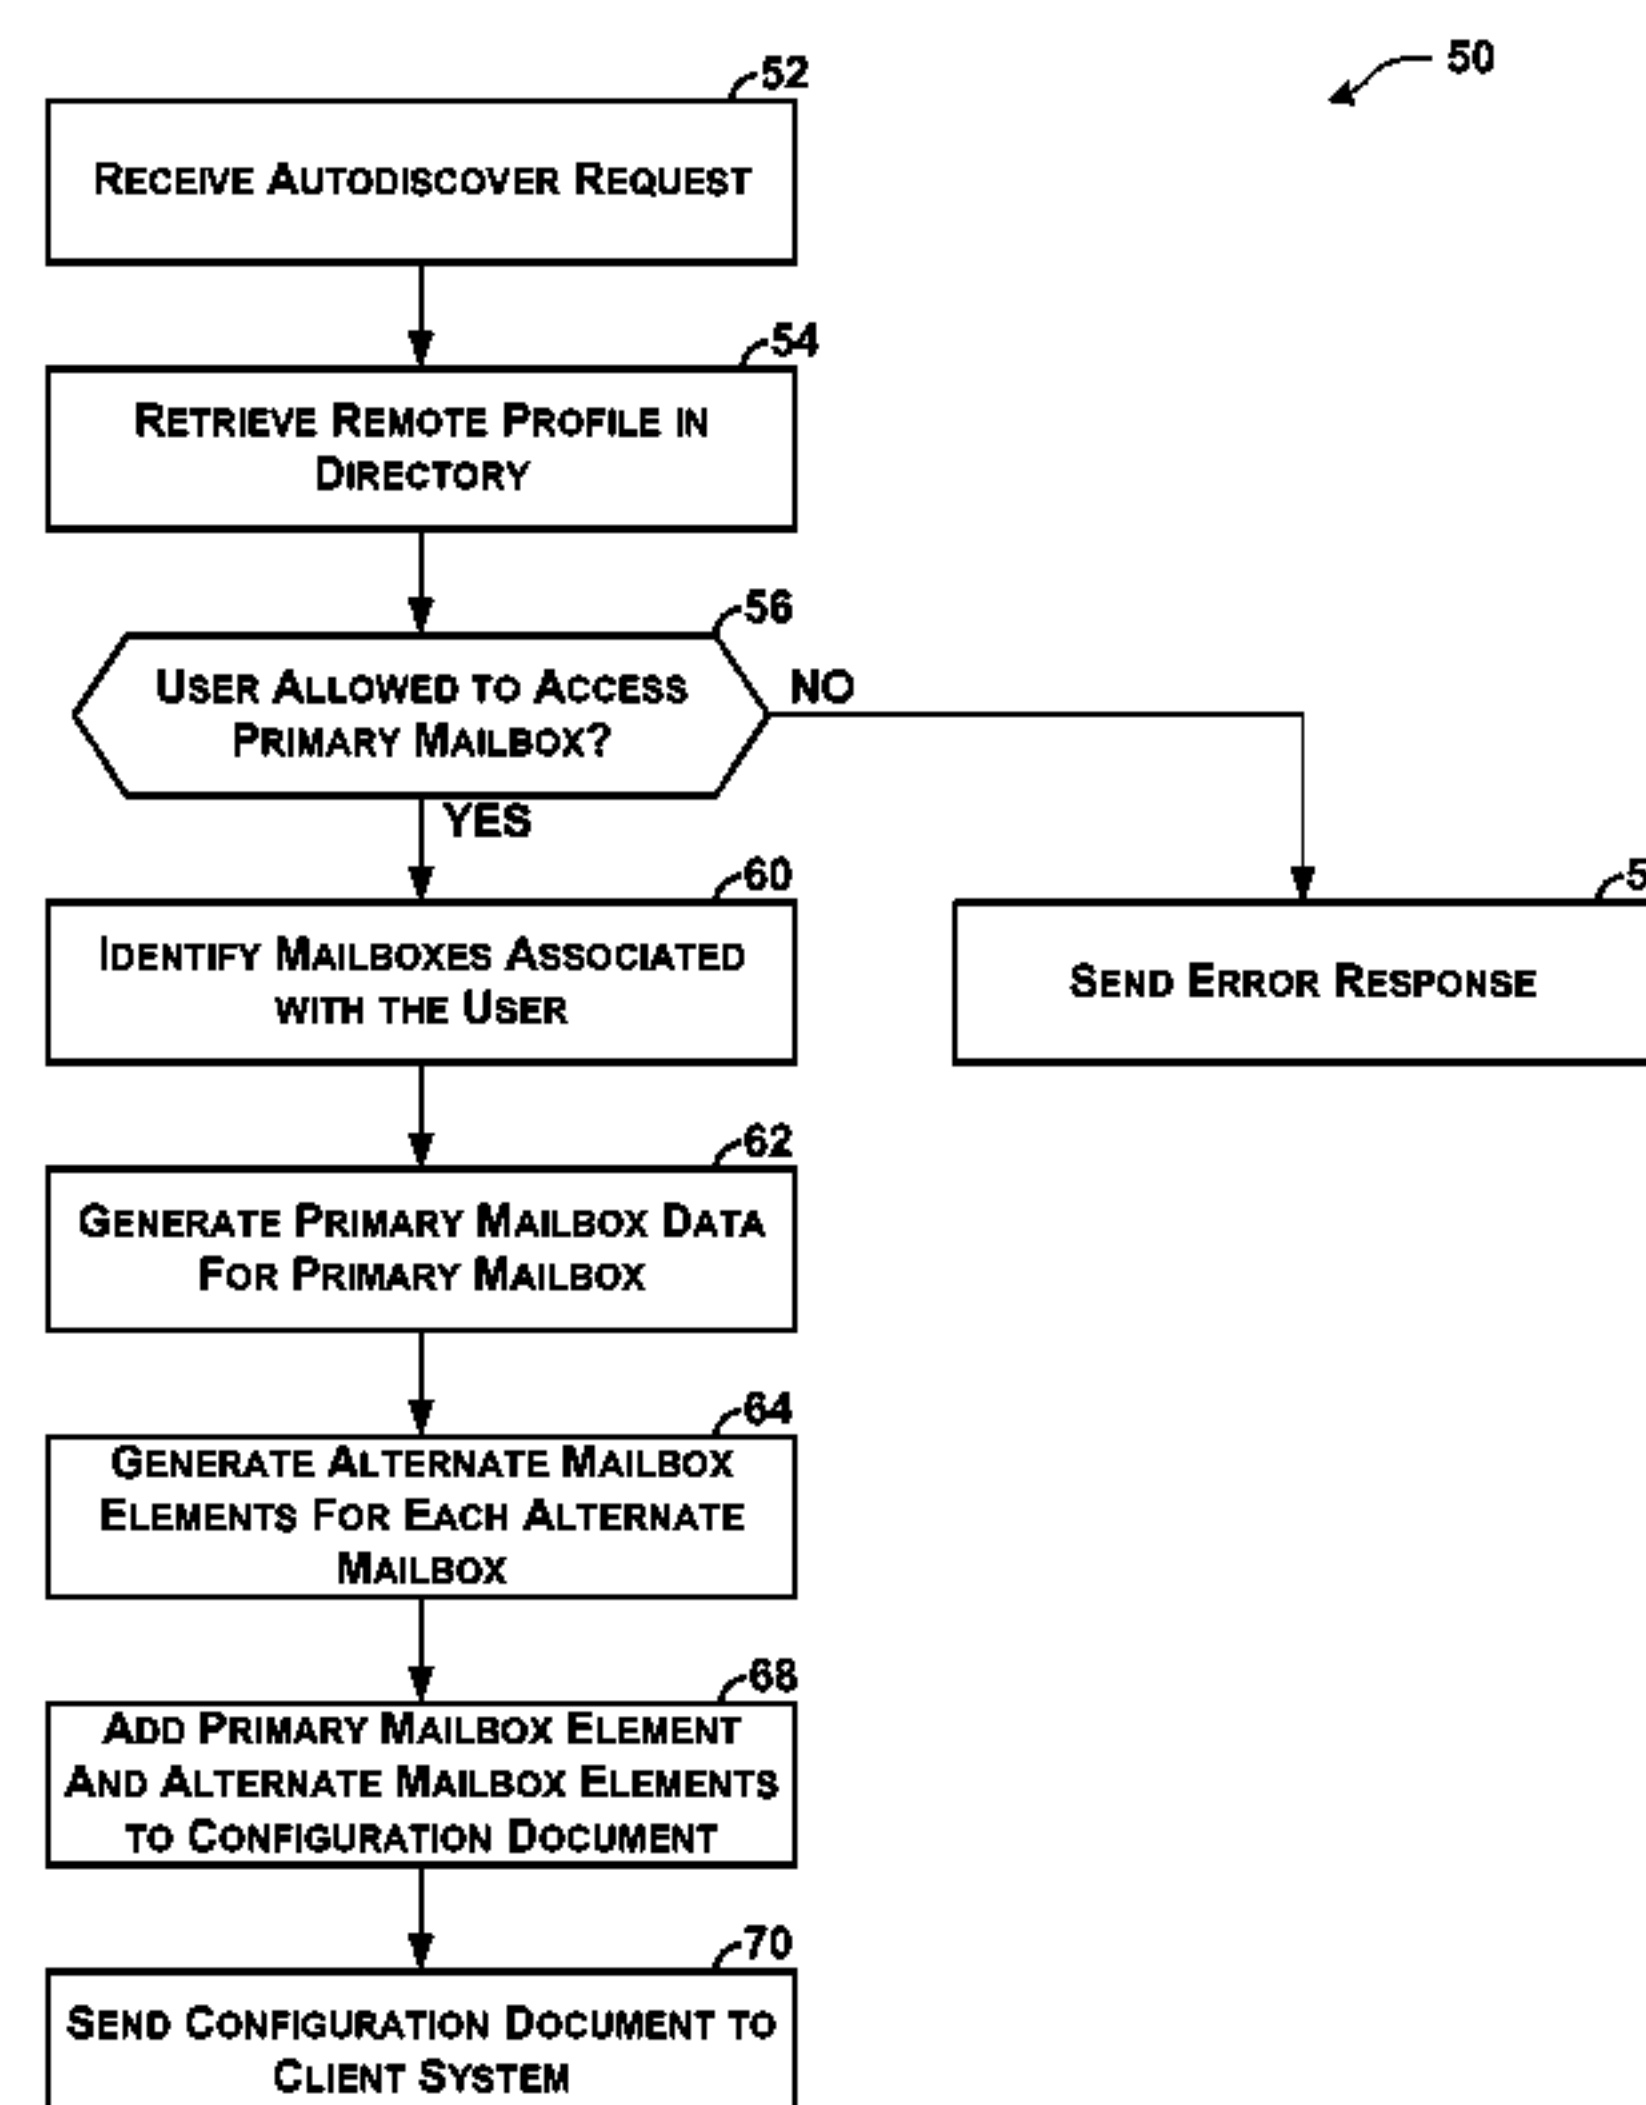 52
50
RECEIVE AUTODISCOVER REQUEST
54
RETRIEVE REMOTE PROFILE IN
DIRECTORY
56
USER ALLOWED TO ACCESS
PRIMARY MAILBOX?
NO
YES
60
IDENTIFY MAILBOXES ASSOCIATED
WITH THE USER
5
SEND ERROR RESPONSE
62
GENERATE PRIMARY MAILBOX DATA
FOR PRIMARY MAILBOX
64
GENERATE ALTERNATE MAILBOX
ELEMENTS FOR EACH ALTERNATE
MAILBOX
68
ADD PRIMARY MAILBOX ELEMENT
AND ALTERNATE MAILBOX ELEMENTS
TO CONFIGURATION DOCUMENT
70
SEND CONFIGURATION DOCUMENT TO
CLIENT SYSTEM